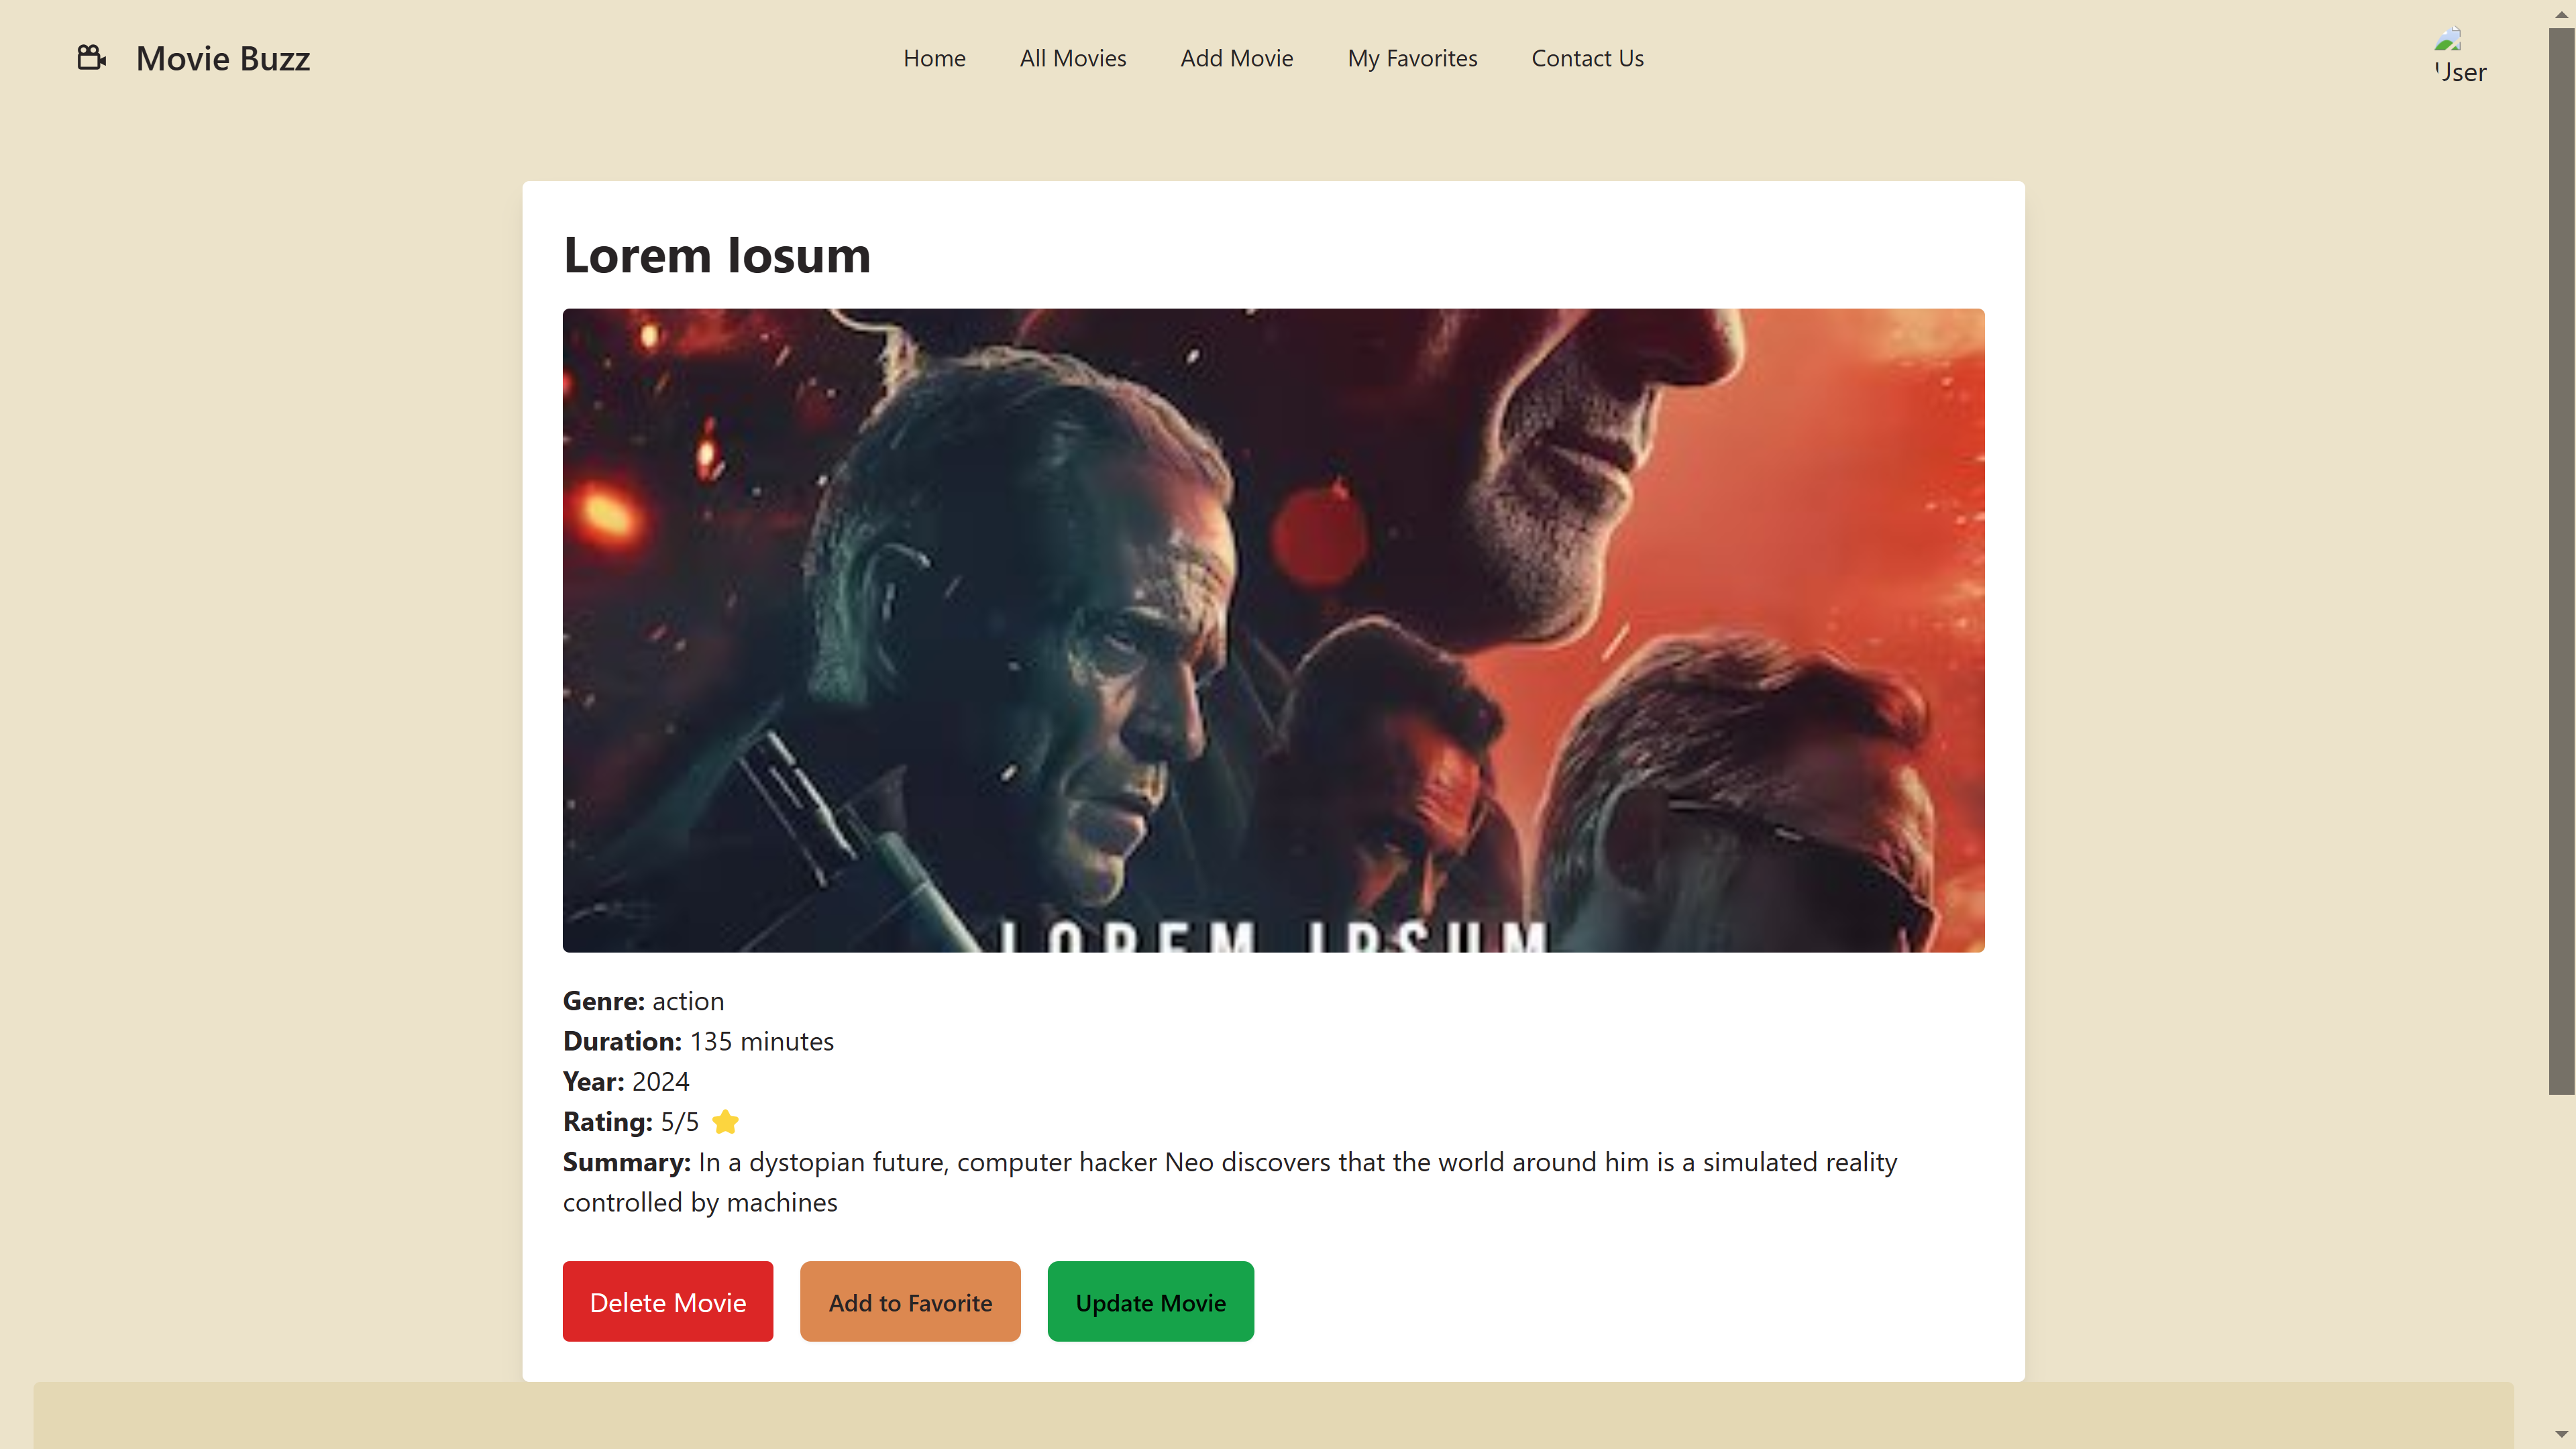 Movie Buzz
Home
All Movies
Add Movie
My Favorites
Contact Us
User
Lorem Iosum
LOREM IPSUM
Genre: action
Duration: 135 minutes
Year: 2024
Rating: 5/5
Summary: In a dystopian future, computer hacker Neo discovers that the world around him is a simulated reality
controlled by machines
Delete Movie
Add to Favorite
Update Movie